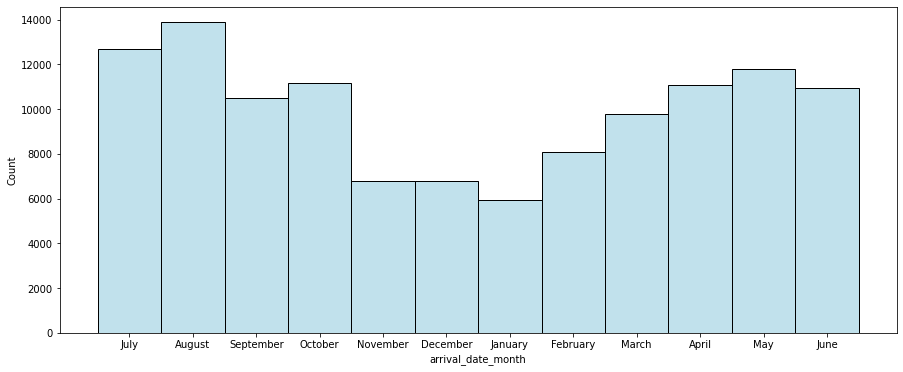 14000
12000
10000
8000
6000
4000
2000
0
Count
July August September October November December January February March April May June
arrival_date_month